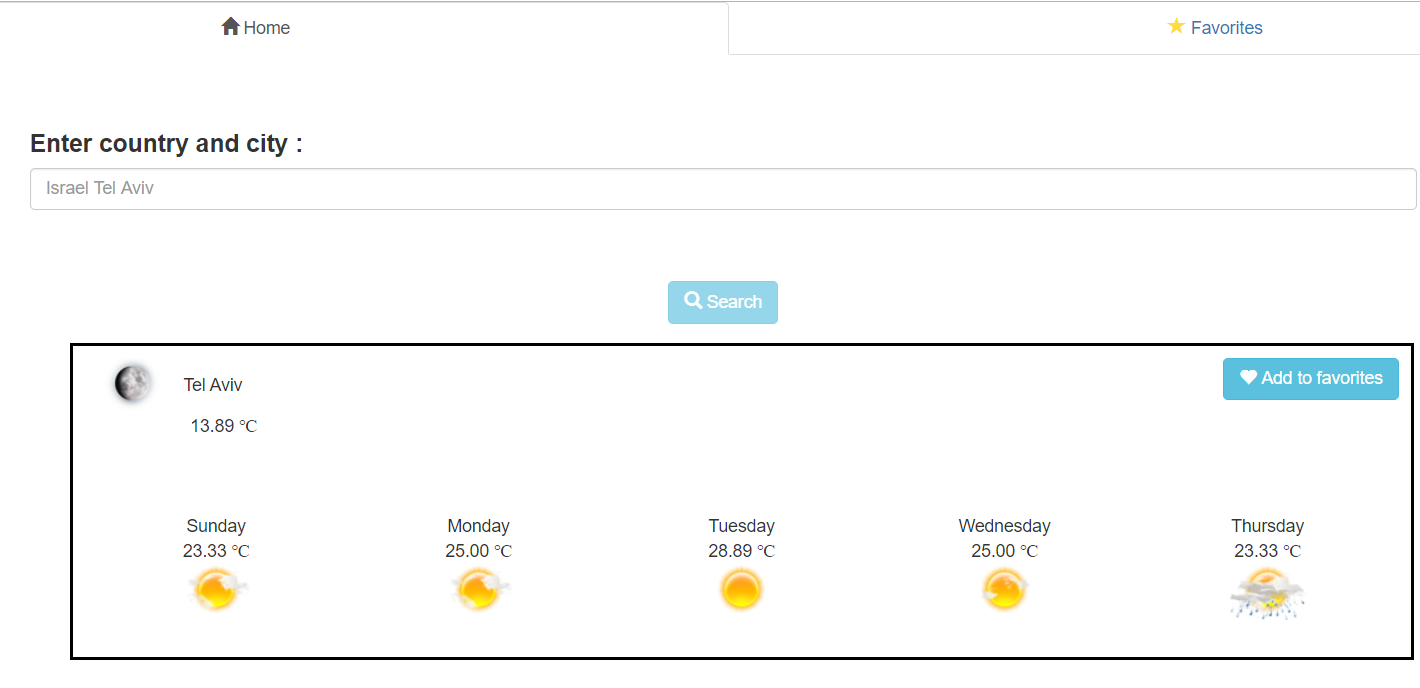 Home
Favorites
Enter country and city :
Israel Tel Aviv
Search
Tel Aviv
Add to favorites
13.89 °C
Sunday Monday Tuesday Wednesday Thursday
23.33 °C 25.00 °C 28.89 °C 25.00 °C 23.33 °C